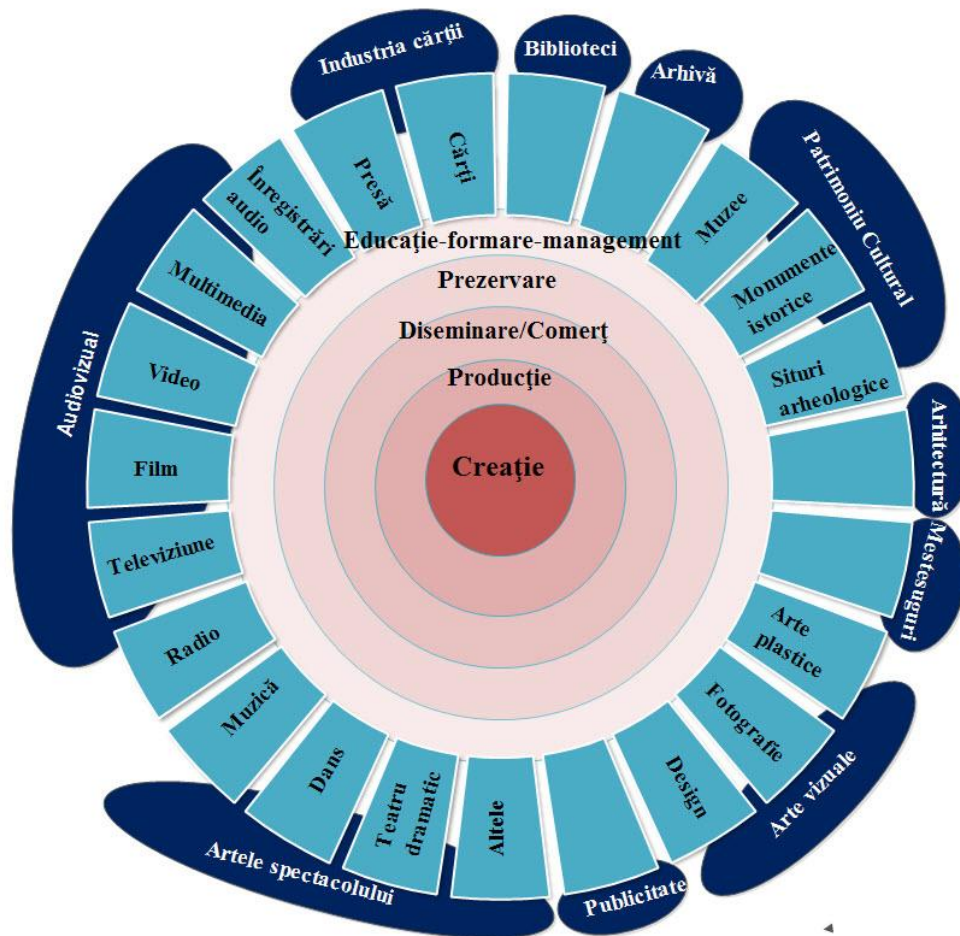 Industria cărţii
Biblioteci
Arhivă
Patrimoniu Cultural
Arhitectură
Mestesuguri
Arte vizuale
Publicitate
Artele spectacolului
Audiovizual
Cărţi
Presă
Înregistrări
audio
Multimedia
Video
Film
Televiziune
Radio
Muzică
Dans
Teatru
dramatic
Altele
Design
Fotografie
Arte
plastice
Situri
arheologice
Monumente
istorice
Muzee
Educaţie-formare-management
Prezervare
Diseminare/Comerţ
Producţie
Creaţie